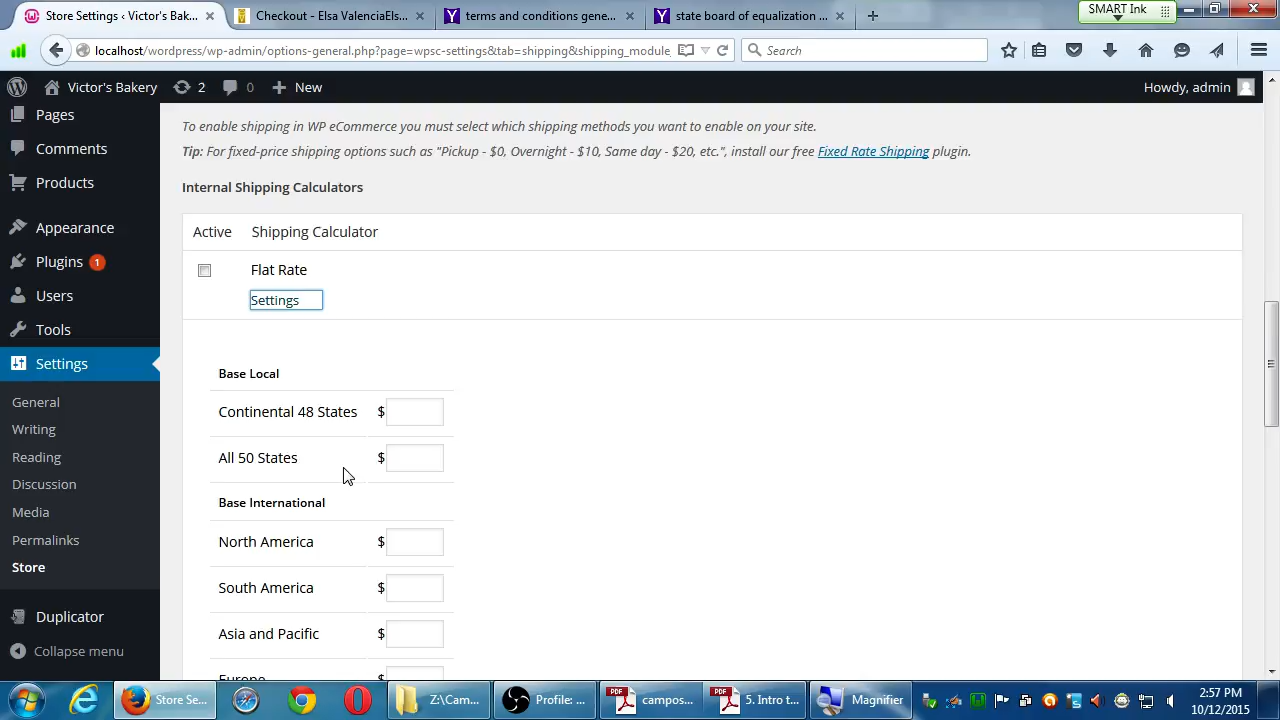 Store Settings ‹ Victor's Bak...
Checkout - Elsa ValenciaEls...
terms and conditions gene...
state board of equalization ...
SMART Ink
localhost/wordpress/wp-admin/options-general.php?page=wpsc-settings&tab=shipping&shipping_module
Search
Victor's Bakery
2
0
New
Howdy, admin
Pages
Comments
Products
Appearance
Plugins 1
Users
Tools
Settings
General
Writing
Reading
Discussion
Media
Permalinks
Store
Duplicator
Collapse menu
To enable shipping in WP eCommerce you must select which shipping methods you want to enable on your site.
Tip: For fixed-price shipping options such as "Pickup - $0, Overnight - $10, Same day - $20, etc.", install our free Fixed Rate Shipping plugin.
Internal Shipping Calculators
Active Shipping Calculator
Flat Rate
Settings
Base Local
Continental 48 States $
All 50 States $
Base International
North America $
South America $
Asia and Pacific $
Europe
Store Se...
Z:\Cam...
Profile: ...
PDF
campos...
PDF
5. Intro t...
Magnifier
2:57 PM
10/12/2015